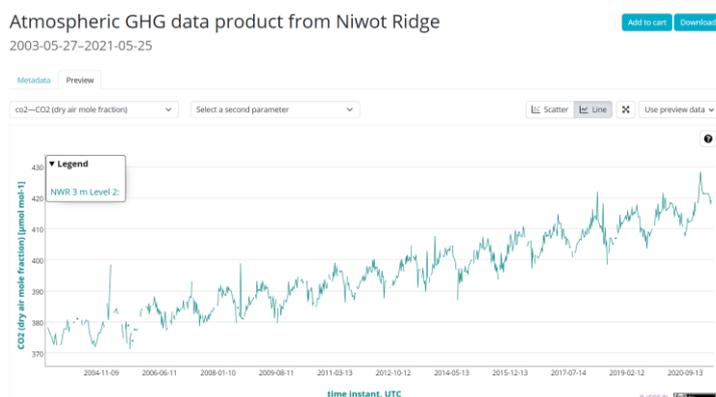 Atmospheric GHG data product from Niwot Ridge
Add to cart
Download
2003-05-27–2021-05-25
Metadata
Preview
co2—CO2 (dry air mole fraction)
Select a second parameter
Scatter
Line
Use preview data
?
▼ Legend
NWR 3 m Level 2:
CO2 (dry air mole fraction) [µmol mol-1]
430
420
410
400
390
380
370
2004-11-09 2006-06-11 2008-01-10 2009-08-11 2011-03-13 2012-10-12 2014-05-13 2015-12-13 2017-07-14 2019-02-12 2020-09-13
time instant, UTC